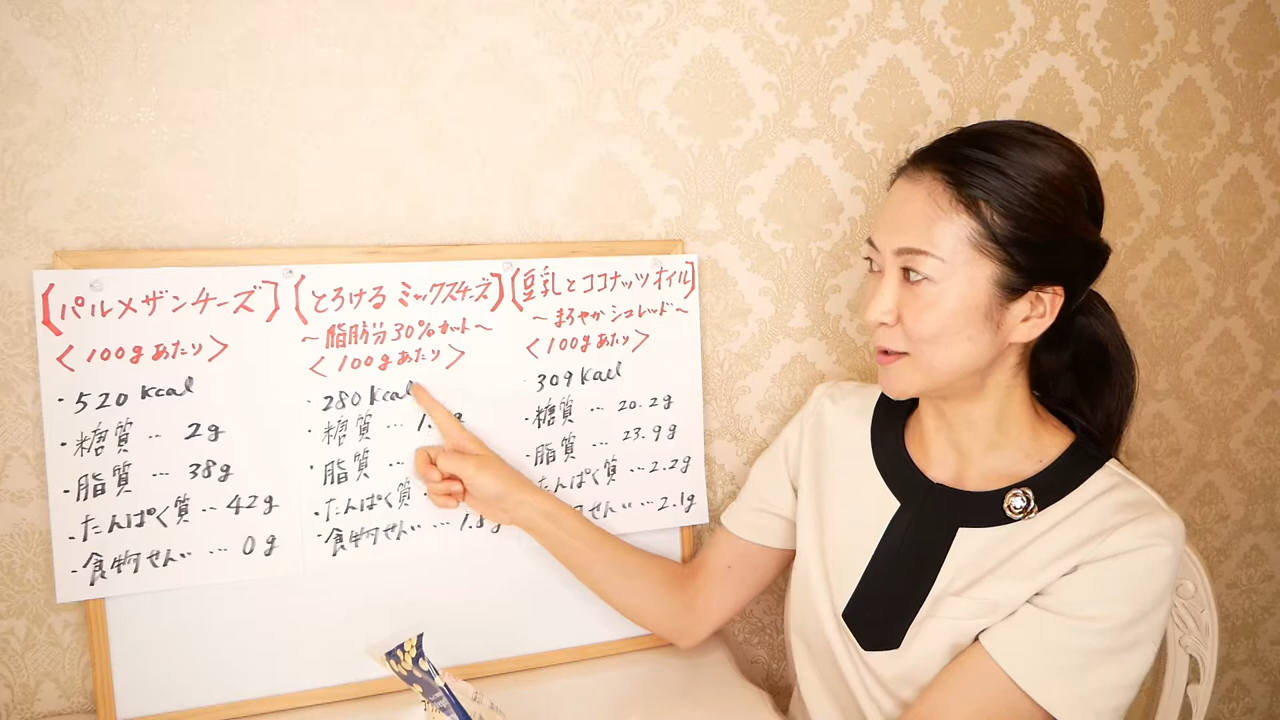 【パルメザンチーズ】
＜100gあたり＞
・520 kcal
・糖質 … 2g
・脂質 … 38g
・たんぱく質 … 42g
・食物せんい … 0g
【とろけるミックスチーズ】
～脂肪分30%カット～
＜100gあたり＞
・280 kcal
・糖質 …
・脂質 …
・たんぱく質
・食物せんい …
【豆乳とココナッツオイル】
～まろやかシュレッド～
＜100gあたり＞
・309 kcal
・糖質 … 20.2g
・脂質 … 23.9g
たんぱく質 … 2.2g
物せんい … 2.1g